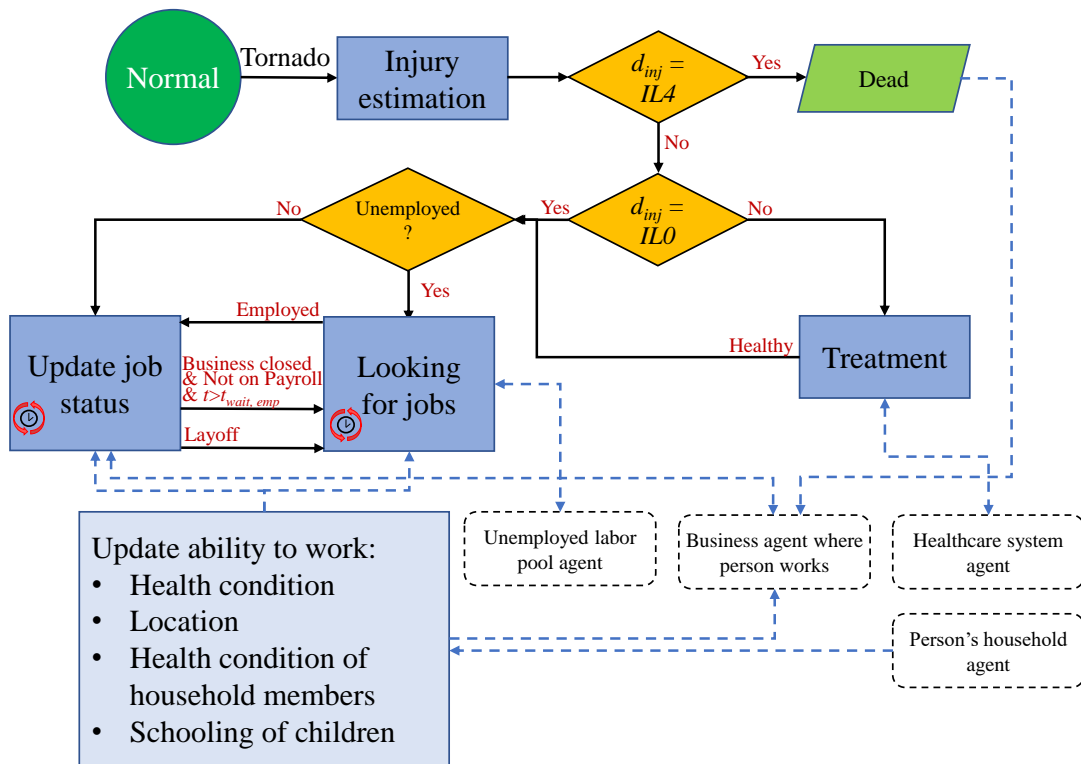 Normal
Tornado
Injury
estimation
d_inj =
IL4
Yes
Dead
No
No
Unemployed
?
Yes
d_inj =
IL0
No
Yes
Employed
Update job
status
Business closed
& Not on Payroll
& t>t_wait, emp
Layoff
Looking
for jobs
Healthy
Treatment
Update ability to work:
• Health condition
• Location
• Health condition of
household members
• Schooling of children
Unemployed labor
pool agent
Business agent where
person works
Healthcare system
agent
Person’s household
agent